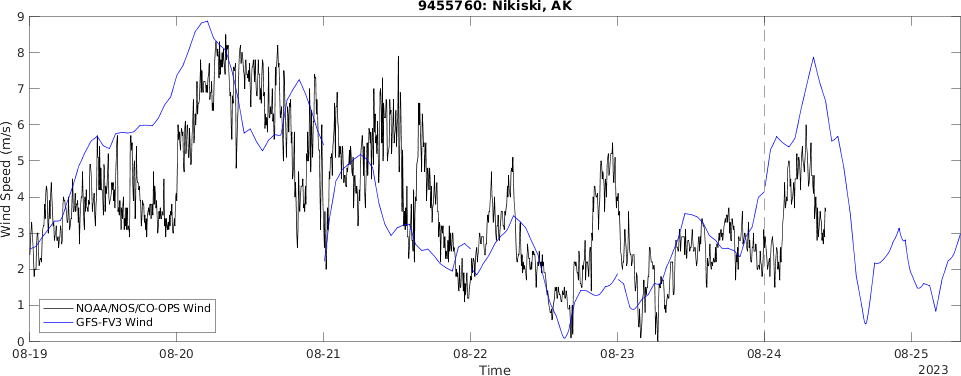 9455760: Nikiski, AK
Wind Speed (m/s)
9
8
7
6
5
4
3
2
1
0
NOAA/NOS/CO-OPS Wind
GFS-FV3 Wind
08-19 08-20 08-21 08-22 08-23 08-24 08-25
Time
2023